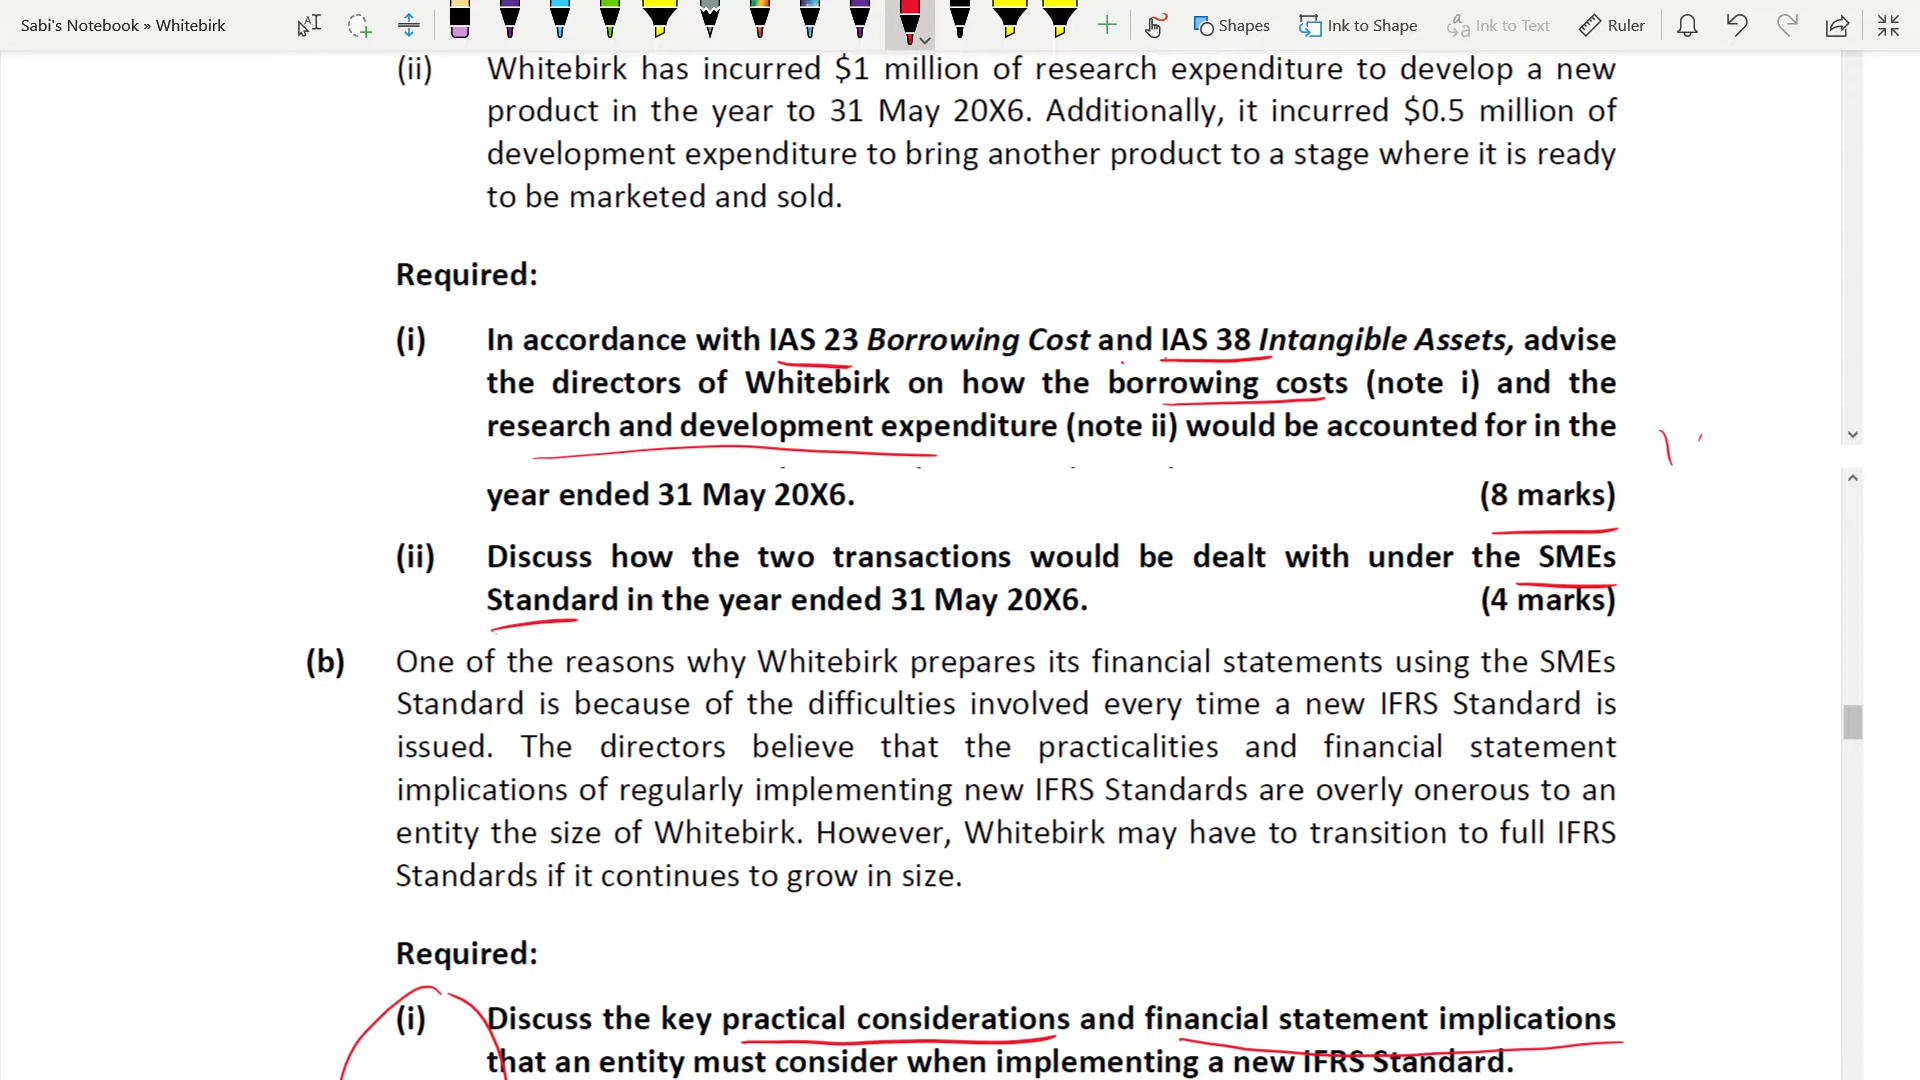 Sabi's Notebook » Whitebirk
Shapes
Ink to Shape
Ink to Text
Ruler
(ii) Whitebirk has incurred $1 million of research expenditure to develop a new
product in the year to 31 May 20X6. Additionally, it incurred $0.5 million of
development expenditure to bring another product to a stage where it is ready
to be marketed and sold.
Required:
(i) In accordance with IAS 23 Borrowing Cost and IAS 38 Intangible Assets, advise
the directors of Whitebirk on how the borrowing costs (note i) and the
research and development expenditure (note ii) would be accounted for in the
year ended 31 May 20X6. (8 marks)
(ii) Discuss how the two transactions would be dealt with under the SMEs
Standard in the year ended 31 May 20X6. (4 marks)
(b) One of the reasons why Whitebirk prepares its financial statements using the SMEs
Standard is because of the difficulties involved every time a new IFRS Standard is
issued. The directors believe that the practicalities and financial statement
implications of regularly implementing new IFRS Standards are overly onerous to an
entity the size of Whitebirk. However, Whitebirk may have to transition to full IFRS
Standards if it continues to grow in size.
Required:
(i) Discuss the key practical considerations and financial statement implications
that an entity must consider when implementing a new IFRS Standard.